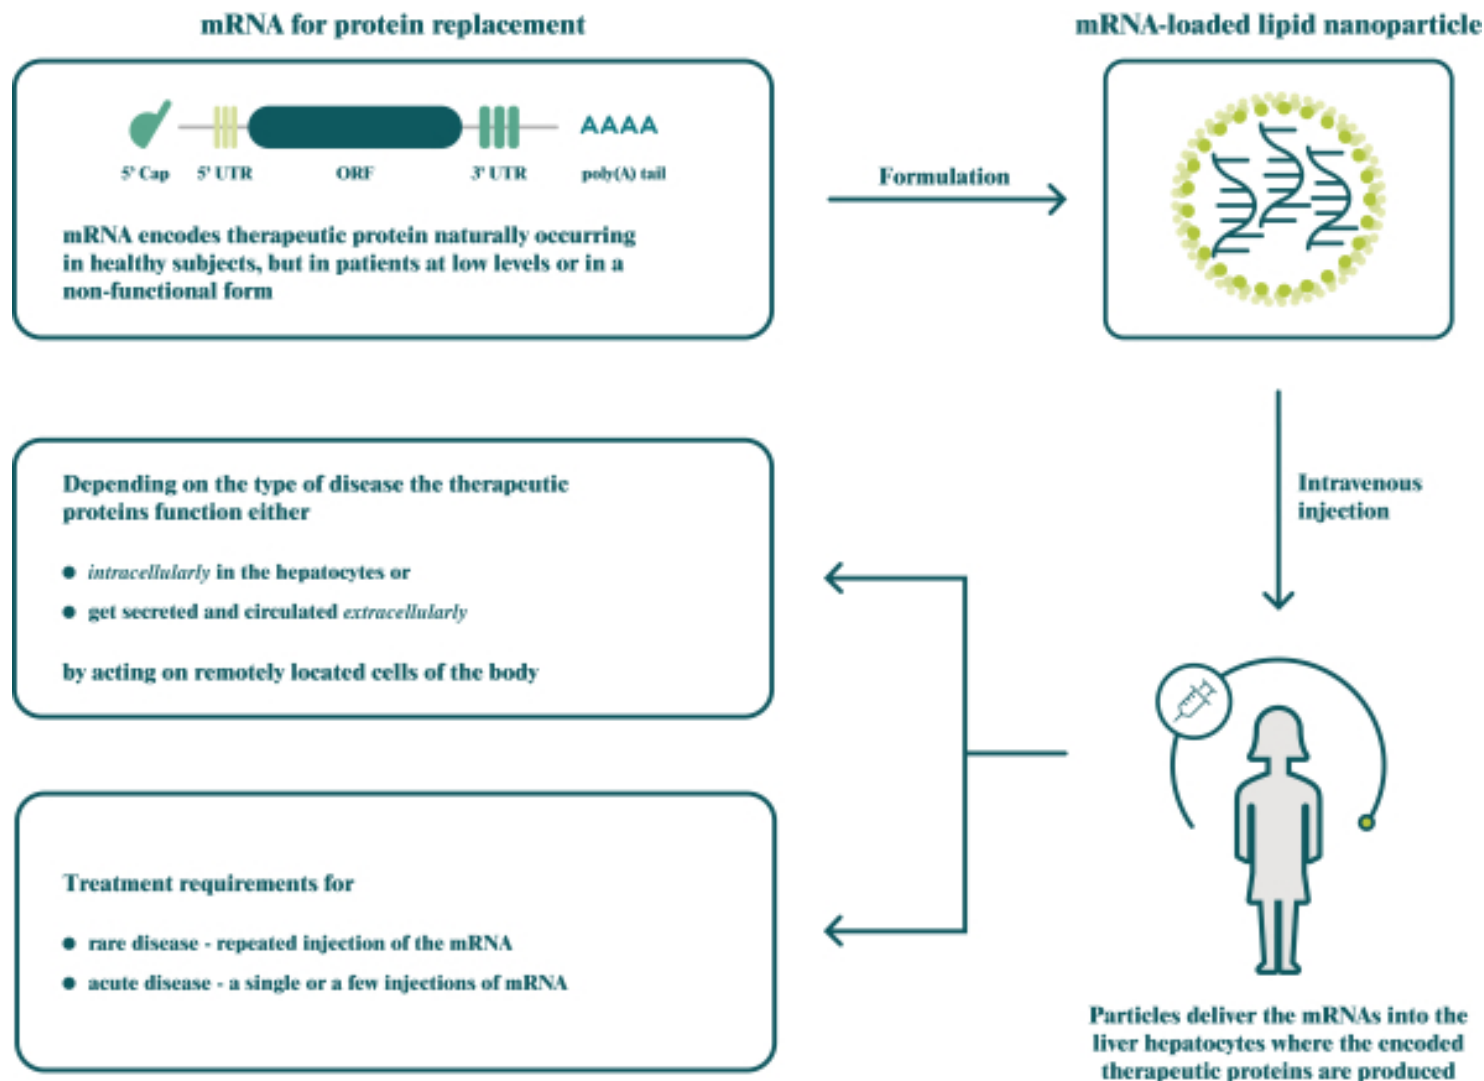 mRNA for protein replacement
mRNA-loaded lipid nanoparticle
AAAA
5' Cap 5' UTR ORF 3' UTR poly(A) tail
mRNA encodes therapeutic protein naturally occurring
in healthy subjects, but in patients at low levels or in a
non-functional form
Formulation
Intravenous
injection
Particles deliver the mRNAs into the
liver hepatocytes where the encoded
therapeutic proteins are produced
Depending on the type of disease the therapeutic
proteins function either
● intracellularly in the hepatocytes or
● get secreted and circulated extracellularly
by acting on remotely located cells of the body
Treatment requirements for
● rare disease - repeated injection of the mRNA
● acute disease - a single or a few injections of mRNA